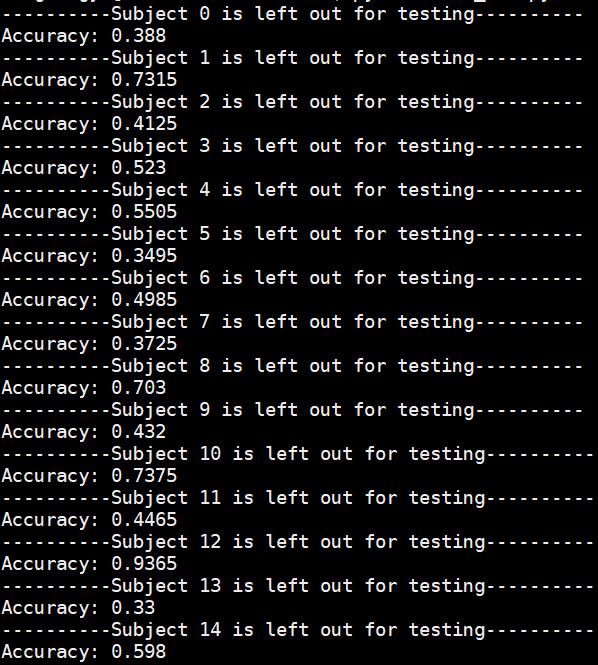 ----------Subject 0 is left out for testing----------
Accuracy: 0.388
----------Subject 1 is left out for testing----------
Accuracy: 0.7315
----------Subject 2 is left out for testing----------
Accuracy: 0.4125
----------Subject 3 is left out for testing----------
Accuracy: 0.523
----------Subject 4 is left out for testing----------
Accuracy: 0.5505
----------Subject 5 is left out for testing----------
Accuracy: 0.3495
----------Subject 6 is left out for testing----------
Accuracy: 0.4985
----------Subject 7 is left out for testing----------
Accuracy: 0.3725
----------Subject 8 is left out for testing----------
Accuracy: 0.703
----------Subject 9 is left out for testing----------
Accuracy: 0.432
----------Subject 10 is left out for testing----------
Accuracy: 0.7375
----------Subject 11 is left out for testing----------
Accuracy: 0.4465
----------Subject 12 is left out for testing----------
Accuracy: 0.9365
----------Subject 13 is left out for testing----------
Accuracy: 0.33
----------Subject 14 is left out for testing----------
Accuracy: 0.598